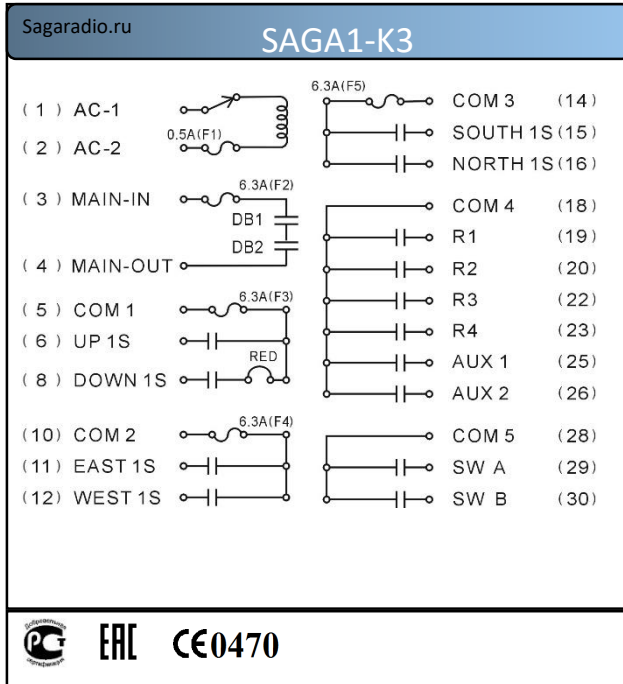 Sagaradio.ru
SAGA1-K3
( 1 ) AC-1
0.5A(F1)
( 2 ) AC-2
( 3 ) MAIN-IN
6.3A(F2)
DB1
DB2
( 4 ) MAIN-OUT
( 5 ) COM 1
6.3A(F3)
( 6 ) UP 1S
RED
( 8 ) DOWN 1S
(10) COM 2
6.3A(F4)
(11) EAST 1S
(12) WEST 1S
6.3A(F5)
COM 3 (14)
SOUTH 1S (15)
NORTH 1S (16)
COM 4 (18)
R1 (19)
R2 (20)
R3 (22)
R4 (23)
AUX 1 (25)
AUX 2 (26)
COM 5 (28)
SW A (29)
SW B (30)
Добровольная
РСТ
сертификация
EAC
CE0470